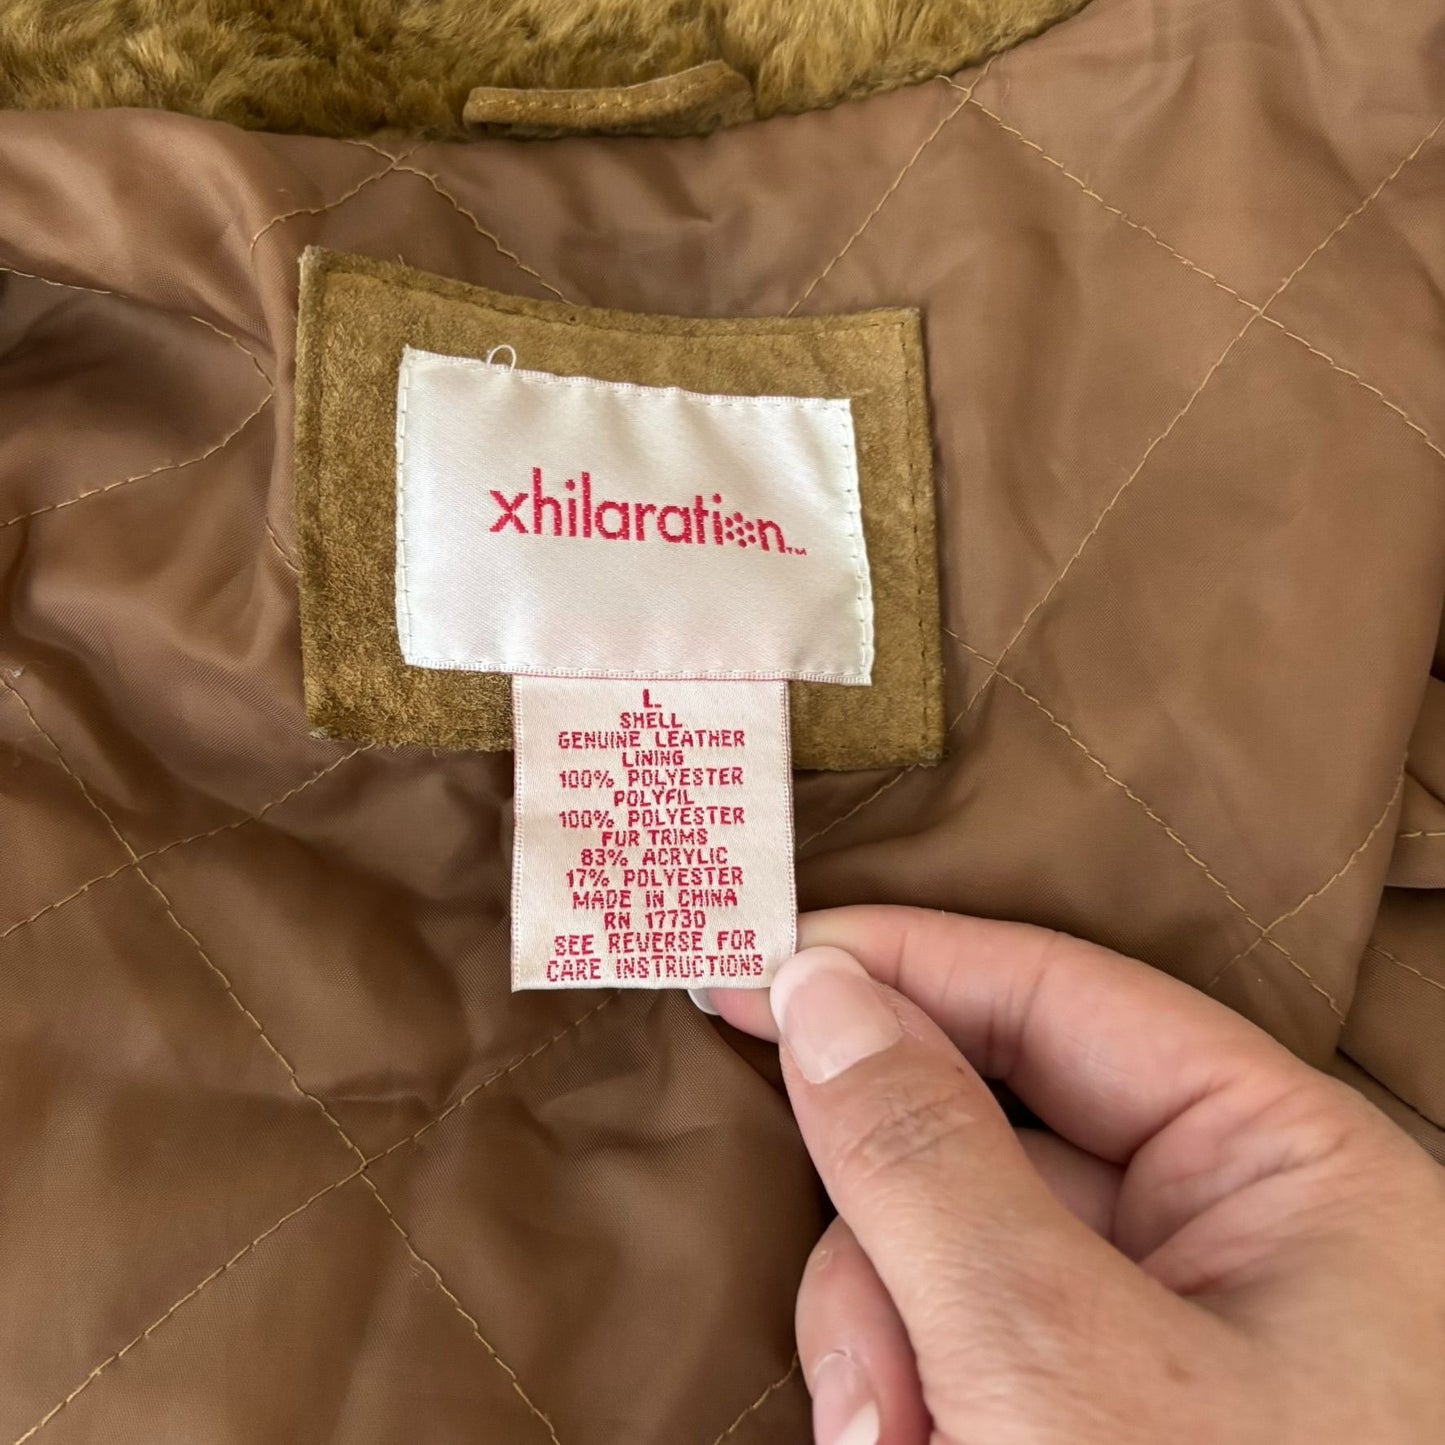 xhilaration™
L
SHELL
GENUINE LEATHER
LINING
100% POLYESTER
POLYFIL
100% POLYESTER
FUR TRIMS
83% ACRYLIC
17% POLYESTER
MADE IN CHINA
RN 17730
SEE REVERSE FOR
CARE INSTRUCTIONS